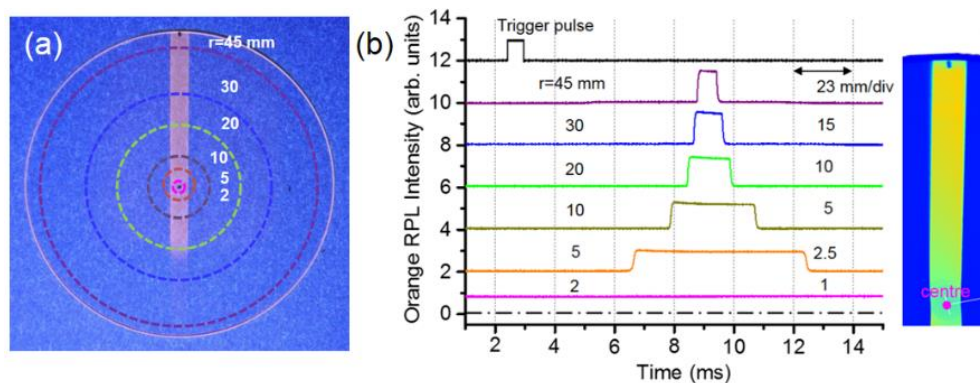 (a)
r=45 mm
30
20
10
5
2
(b)
Orange RPL Intensity (arb. units)
14
12
10
8
6
4
2
0
Trigger pulse
r=45 mm
23 mm/div
30
15
20
10
10
5
5
2.5
2
1
2 4 6 8 10 12 14
Time (ms)
centre